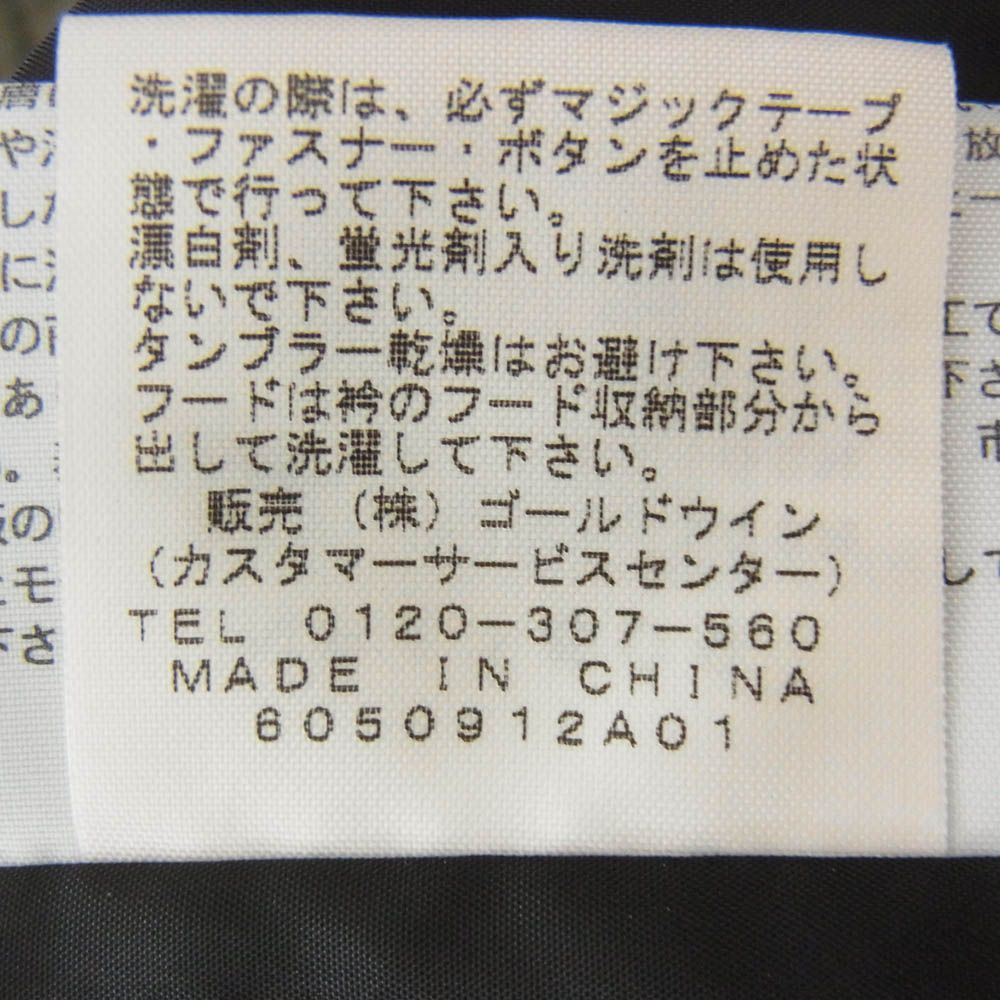 洗濯の際は、必ずマジックテープ
・ファスナー・ボタンを止めた状
態で行って下さい。
漂白剤、蛍光剤入り洗剤は使用し
ないで下さい。
タンブラー乾燥はお避け下さい。
フードは衿のフード収納部分から
出して洗濯して下さい。
販売 (株) ゴールドウイン
(カスタマーサービスセンター)
TEL 0120-307-560
MADE IN CHINA
6050912A01